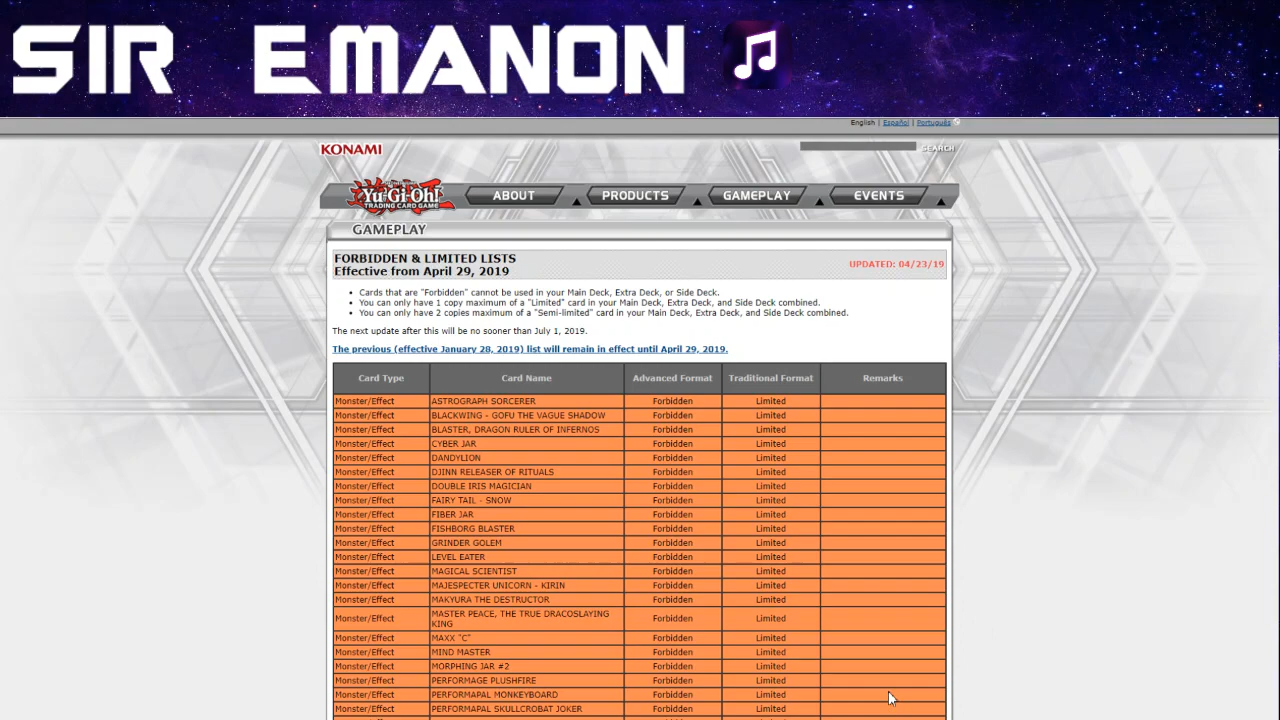 SIR EMANON
English | Español | Português
KONAMI
SEARCH
Yu-Gi-Oh!
TRADING CARD GAME
ABOUT PRODUCTS GAMEPLAY EVENTS
GAMEPLAY
FORBIDDEN & LIMITED LISTS
Effective from April 29, 2019
UPDATED: 04/23/19
• Cards that are "Forbidden" cannot be used in your Main Deck, Extra Deck, or Side Deck.
• You can only have 1 copy maximum of a "Limited" card in your Main Deck, Extra Deck, and Side Deck combined.
• You can only have 2 copies maximum of a "Semi-limited" card in your Main Deck, Extra Deck, and Side Deck combined.
The next update after this will be no sooner than July 1, 2019.
The previous (effective January 28, 2019) list will remain in effect until April 29, 2019.
Card Type Card Name Advanced Format Traditional Format Remarks
Monster/Effect ASTROGRAPH SORCERER Forbidden Limited
Monster/Effect BLACKWING - GOFU THE VAGUE SHADOW Forbidden Limited
Monster/Effect BLASTER, DRAGON RULER OF INFERNOS Forbidden Limited
Monster/Effect CYBER JAR Forbidden Limited
Monster/Effect DANDYLION Forbidden Limited
Monster/Effect DJINN RELEASER OF RITUALS Forbidden Limited
Monster/Effect DOUBLE IRIS MAGICIAN Forbidden Limited
Monster/Effect FAIRY TAIL - SNOW Forbidden Limited
Monster/Effect FIBER JAR Forbidden Limited
Monster/Effect FISHBORG BLASTER Forbidden Limited
Monster/Effect GRINDER GOLEM Forbidden Limited
Monster/Effect LEVEL EATER Forbidden Limited
Monster/Effect MAGICAL SCIENTIST Forbidden Limited
Monster/Effect MAJESPECTER UNICORN - KIRIN Forbidden Limited
Monster/Effect MAKYURA THE DESTRUCTOR Forbidden Limited
Monster/Effect MASTER PEACE, THE TRUE DRACOSLAYING
KING Forbidden Limited
Monster/Effect MAXX "C" Forbidden Limited
Monster/Effect MIND MASTER Forbidden Limited
Monster/Effect MORPHING JAR #2 Forbidden Limited
Monster/Effect PERFORMAGE PLUSHFIRE Forbidden Limited
Monster/Effect PERFORMAPAL MONKEYBOARD Forbidden Limited
Monster/Effect PERFORMAPAL SKULLCROBAT JOKER Forbidden Limited